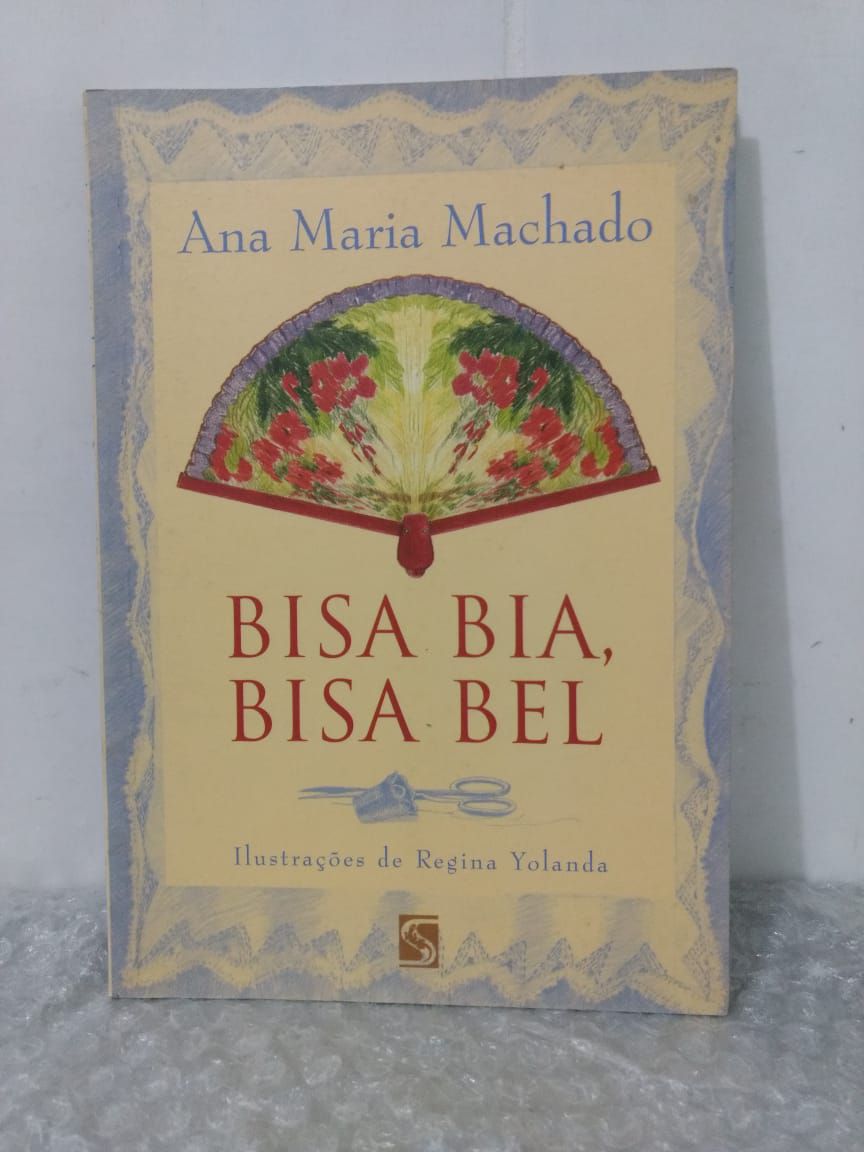 Ana Maria Machado
BISA BIA,
BISA BEL
Ilustrações de Regina Yolanda